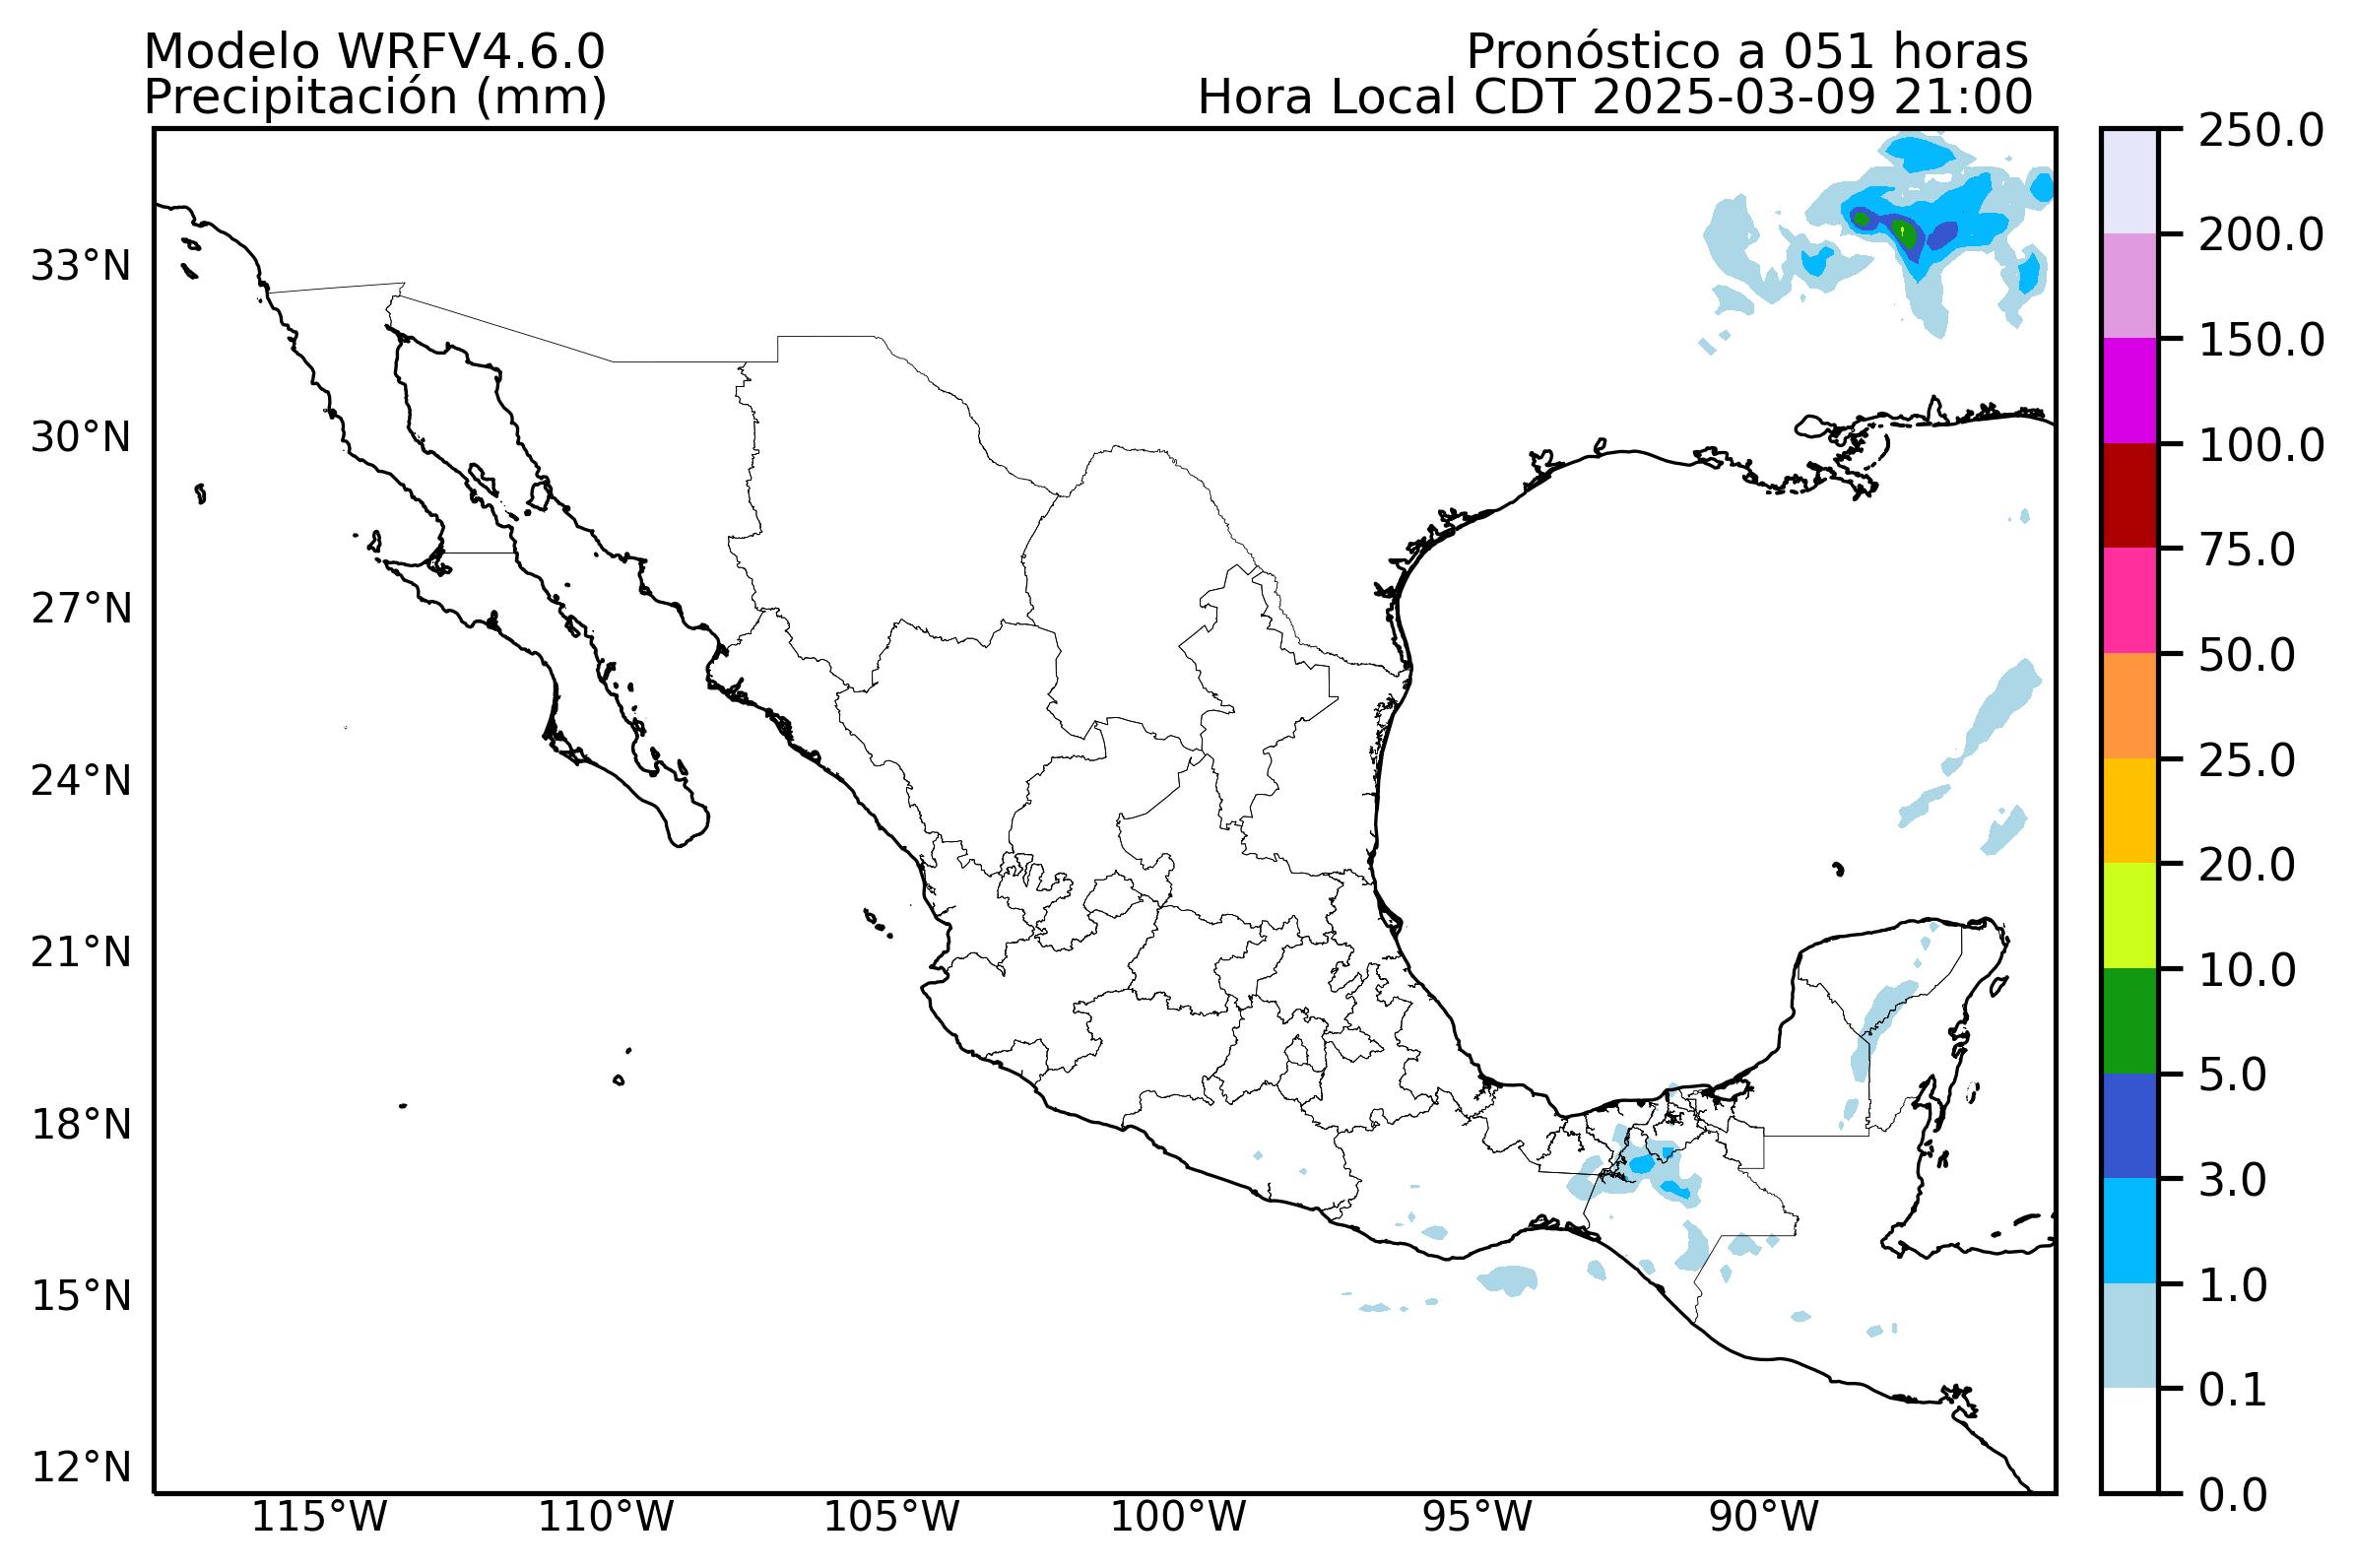 Modelo WRFV4.6.0
Pronóstico a 051 horas
Precipitación (mm)
Hora Local CDT 2025-03-09 21:00
33°N
30°N
27°N
24°N
21°N
18°N
15°N
12°N
115°W
110°W
105°W
100°W
95°W
90°W
250.0
200.0
150.0
100.0
75.0
50.0
25.0
20.0
10.0
5.0
3.0
1.0
0.1
0.0